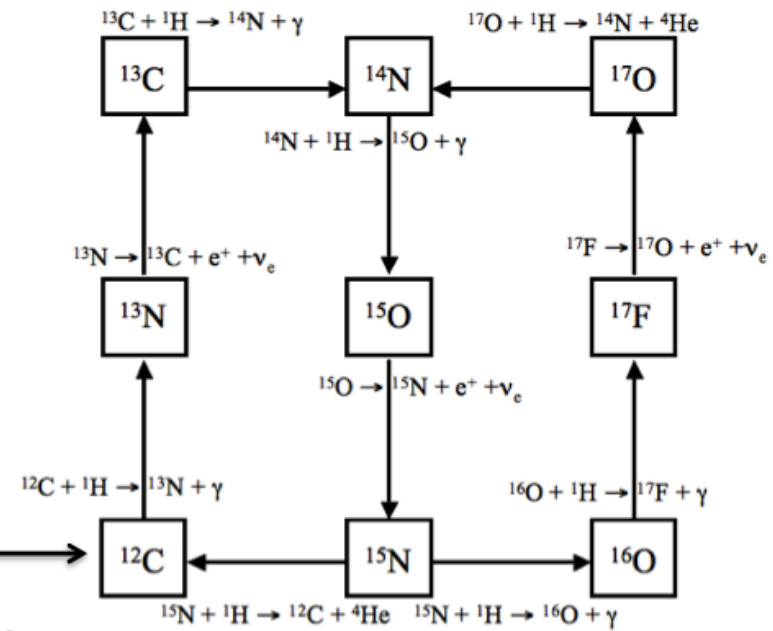 ¹³C + ¹H → ¹⁴N + γ
¹⁷O + ¹H → ¹⁴N + ⁴He
¹³C
¹⁴N
¹⁷O
¹⁴N + ¹H → ¹⁵O + γ
¹³N → ¹³C + e⁺ +νₑ
¹⁷F → ¹⁷O + e⁺ +νₑ
¹³N
¹⁵O
¹⁷F
¹⁵O → ¹⁵N + e⁺ +νₑ
¹²C + ¹H → ¹³N + γ
¹⁶O + ¹H → ¹⁷F + γ
¹²C
¹⁵N
¹⁶O
¹⁵N + ¹H → ¹²C + ⁴He
¹⁵N + ¹H → ¹⁶O + γ